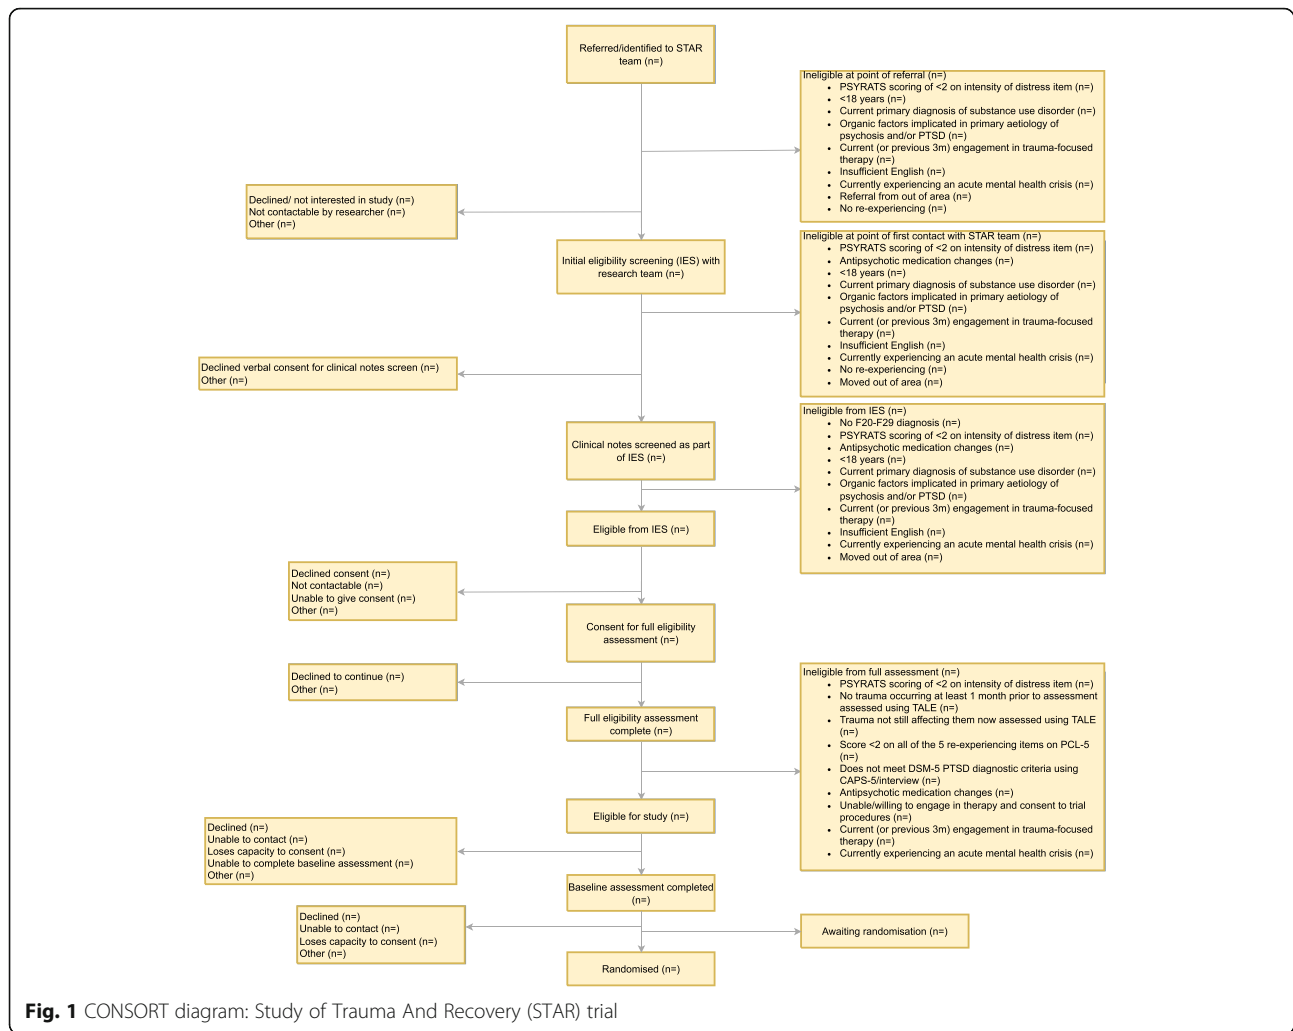 Referred/identified to STAR
team (n=)
Ineligible at point of referral (n=)
• PSYRATS scoring of <2 on intensity of distress item (n=)
• <18 years (n=)
• Current primary diagnosis of substance use disorder (n=)
• Organic factors implicated in primary aetiology of
psychosis and/or PTSD (n=)
• Current (or previous 3m) engagement in trauma-focused
therapy (n=)
• Insufficient English (n=)
• Currently experiencing an acute mental health crisis (n=)
• Referral from out of area (n=)
• No re-experiencing (n=)
Declined/ not interested in study (n=)
Not contactable by researcher (n=)
Other (n=)
Initial eligibility screening (IES) with
research team (n=)
Ineligible at point of first contact with STAR team (n=)
• PSYRATS scoring of <2 on intensity of distress item (n=)
• Antipsychotic medication changes (n=)
• <18 years (n=)
• Current primary diagnosis of substance use disorder (n=)
• Organic factors implicated in primary aetiology of
psychosis and/or PTSD (n=)
• Current (or previous 3m) engagement in trauma-focused
therapy (n=)
• Insufficient English (n=)
• Currently experiencing an acute mental health crisis (n=)
• No re-experiencing (n=)
• Moved out of area (n=)
Declined verbal consent for clinical notes screen (n=)
Other (n=)
Clinical notes screened as part
of IES (n=)
Ineligible from IES (n=)
• No F20-F29 diagnosis (n=)
• PSYRATS scoring of <2 on intensity of distress item (n=)
• Antipsychotic medication changes (n=)
• <18 years (n=)
• Current primary diagnosis of substance use disorder (n=)
• Organic factors implicated in primary aetiology of
psychosis and/or PTSD (n=)
• Current (or previous 3m) engagement in trauma-focused
therapy (n=)
• Insufficient English (n=)
• Currently experiencing an acute mental health crisis (n=)
• Moved out of area (n=)
Eligible from IES (n=)
Declined consent (n=)
Not contactable (n=)
Unable to give consent (n=)
Other (n=)
Consent for full eligibility
assessment (n=)
Declined to continue (n=)
Other (n=)
Full eligibility assessment
complete (n=)
Ineligible from full assessment (n=)
• PSYRATS scoring of <2 on intensity of distress item (n=)
• No trauma occurring at least 1 month prior to assessment
assessed using TALE (n=)
• Trauma not still affecting them now assessed using TALE
(n=)
• Score <2 on all of the 5 re-experiencing items on PCL-5
(n=)
• Does not meet DSM-5 PTSD diagnostic criteria using
CAPS-5/interview (n=)
• Antipsychotic medication changes (n=)
• Unable/willing to engage in therapy and consent to trial
procedures (n=)
• Current (or previous 3m) engagement in trauma-focused
therapy (n=)
• Currently experiencing an acute mental health crisis (n=)
Eligible for study (n=)
Declined (n=)
Unable to contact (n=)
Loses capacity to consent (n=)
Unable to complete baseline assessment (n=)
Other (n=)
Baseline assessment completed
(n=)
Declined (n=)
Unable to contact (n=)
Loses capacity to consent (n=)
Other (n=)
Awaiting randomisation (n=)
Randomised (n=)
Fig. 1 CONSORT diagram: Study of Trauma And Recovery (STAR) trial